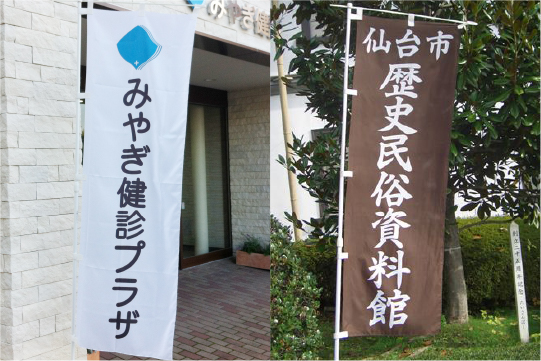 みやぎ健診プラザ
仙台市
歴史民俗資料館